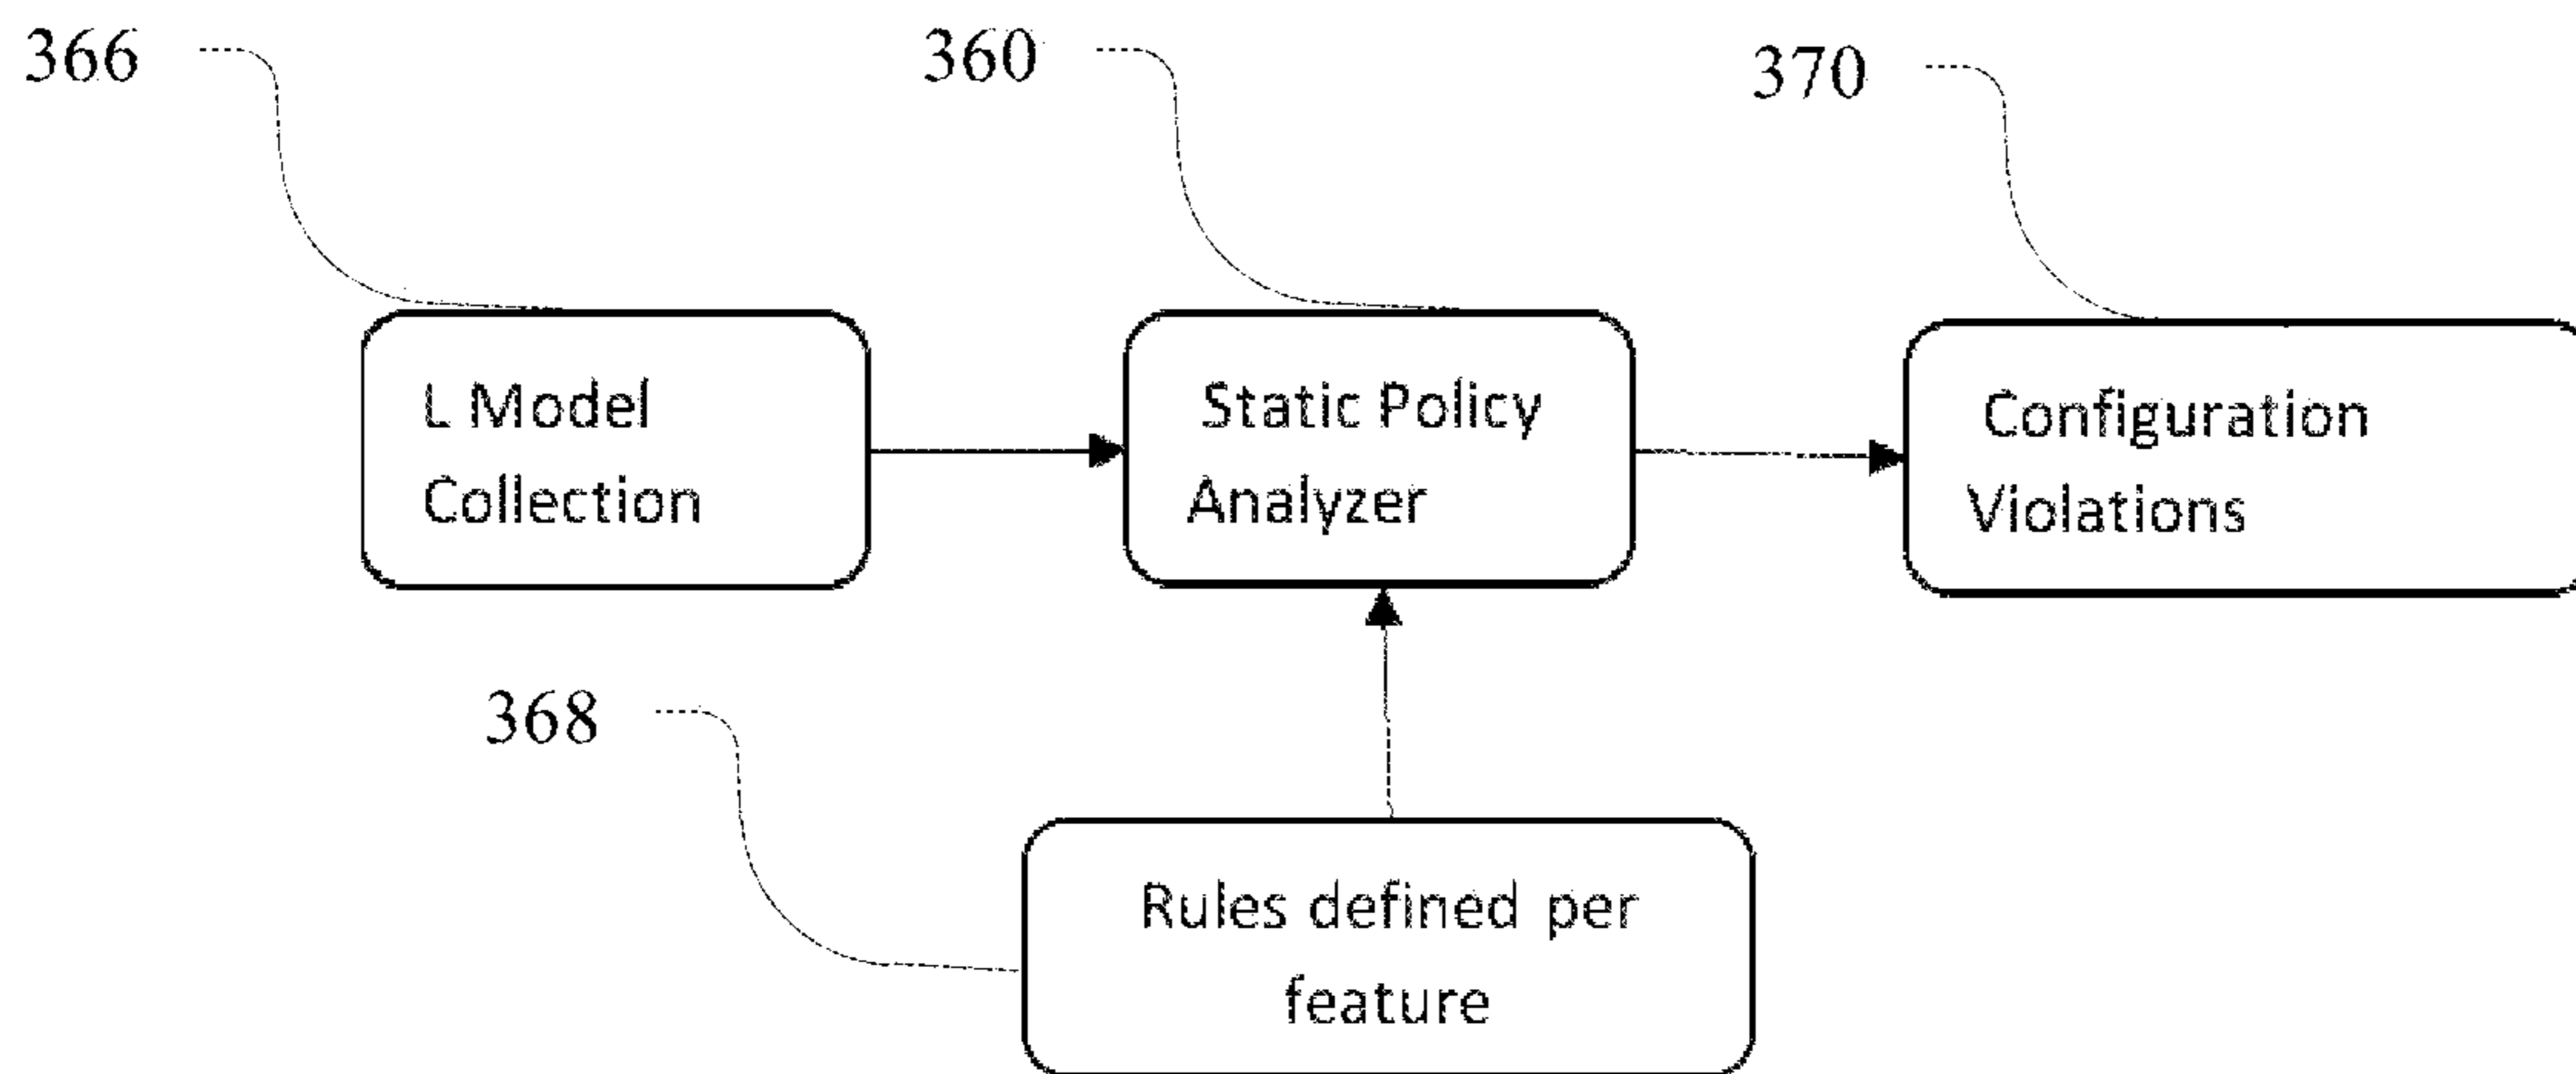 366
360
370
L Model
Collection
Static Policy
Analyzer
Configuration
Violations
368
Rules defined per
feature